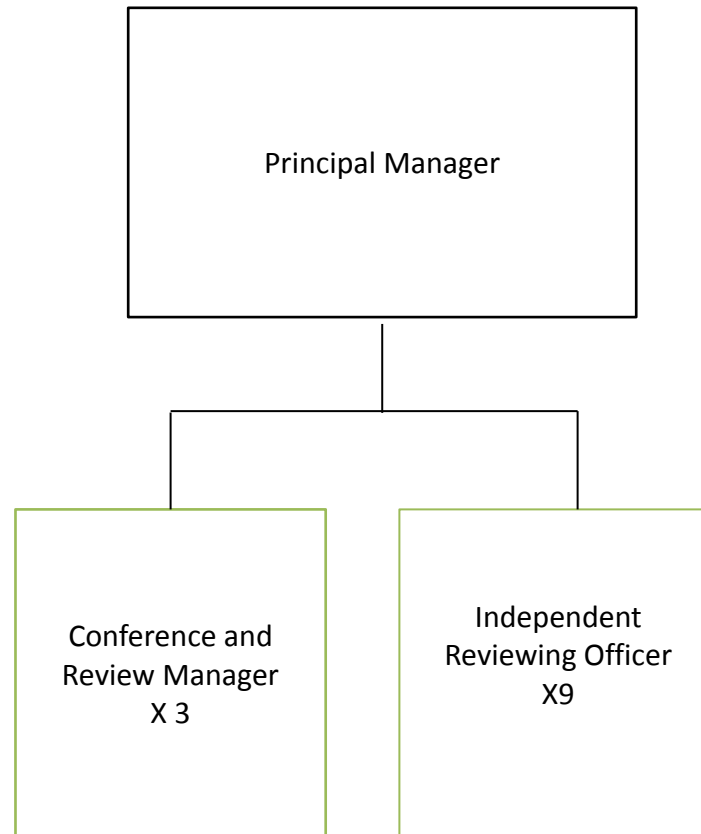 Principal Manager
Conference and
Review Manager
X 3
Independent
Reviewing Officer
X9